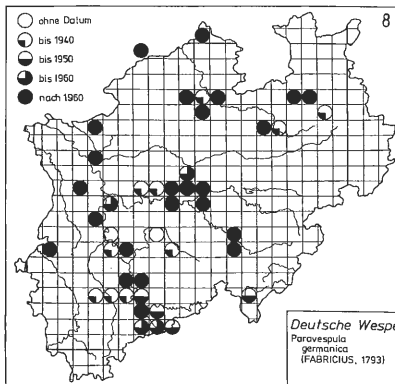 ohne Datum
bis 1940
bis 1950
bis 1960
nach 1960
8
Deutsche Wespe
Paravespula
germanica
(FABRICIUS, 1793)